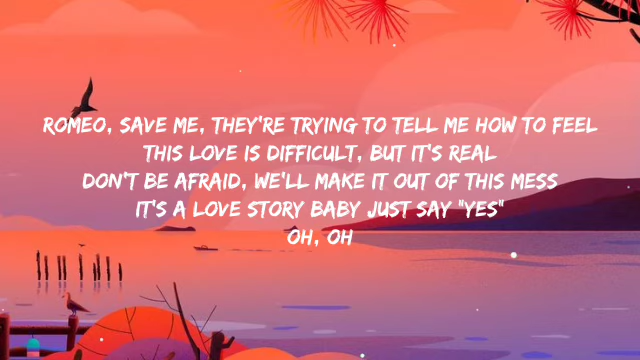 ROMEO, SAVE ME, THEY'RE TRYING TO TELL ME HOW TO FEEL
THIS LOVE IS DIFFICULT, BUT IT'S REAL
DON'T BE AFRAID, WE'LL MAKE IT OUT OF THIS MESS
IT'S A LOVE STORY BABY JUST SAY "YES"
OH, OH